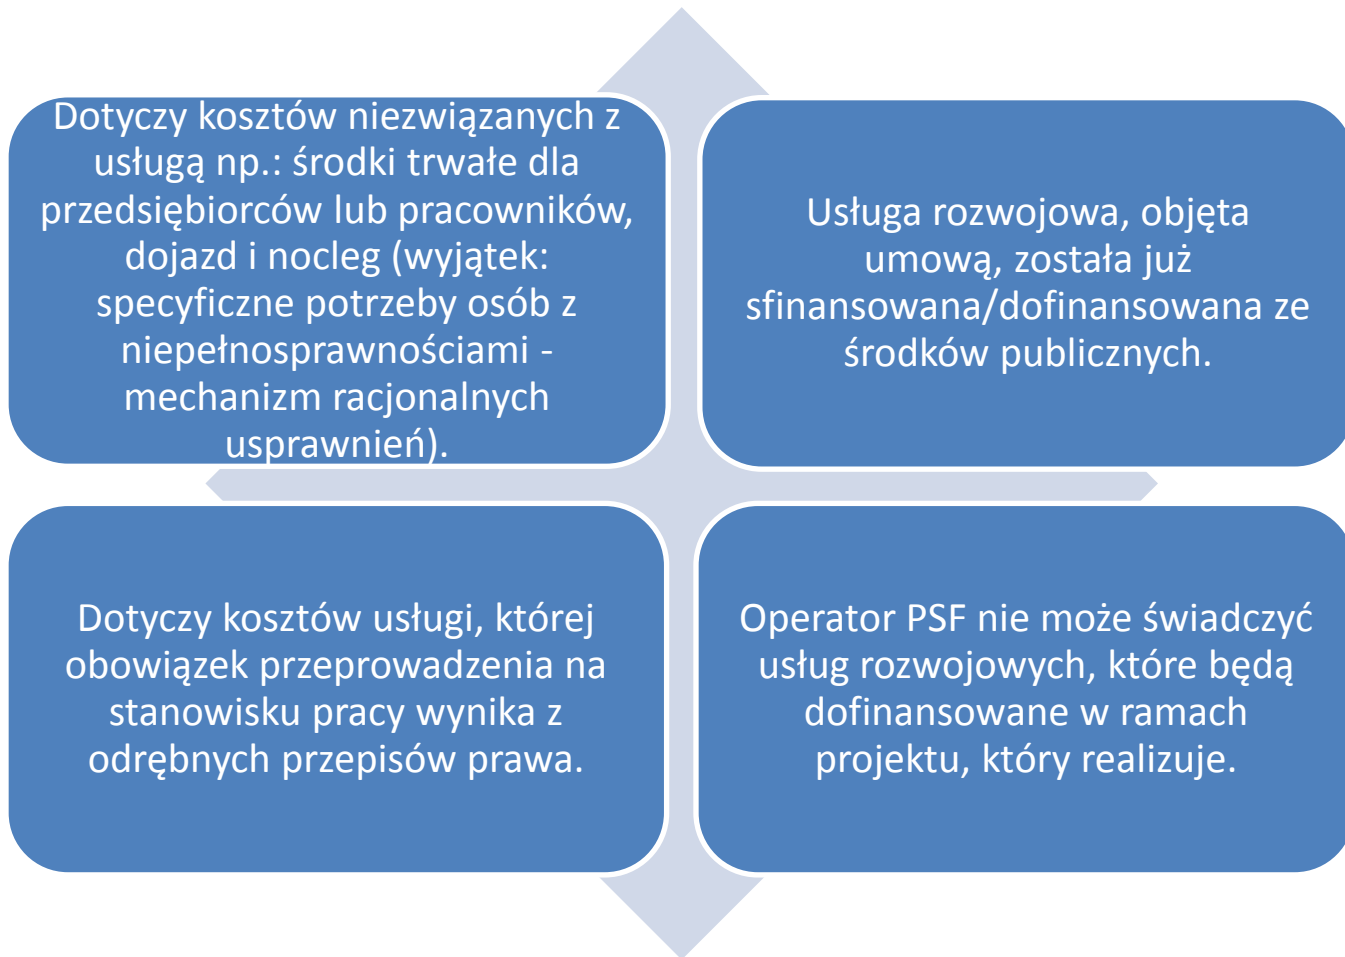 Dotyczy kosztów niezwiązanych z
usługą np.: środki trwałe dla
przedsiębiorców lub pracowników,
dojazd i nocleg (wyjątek:
specyficzne potrzeby osób z
niepełnosprawnościami -
mechanizm racjonalnych
usprawnień).
Usługa rozwojowa, objęta
umową, została już
sfinansowana/dofinansowana ze
środków publicznych.
Dotyczy kosztów usługi, której
obowiązek przeprowadzenia na
stanowisku pracy wynika z
odrębnych przepisów prawa.
Operator PSF nie może świadczyć
usług rozwojowych, które będą
dofinansowane w ramach
projektu, który realizuje.